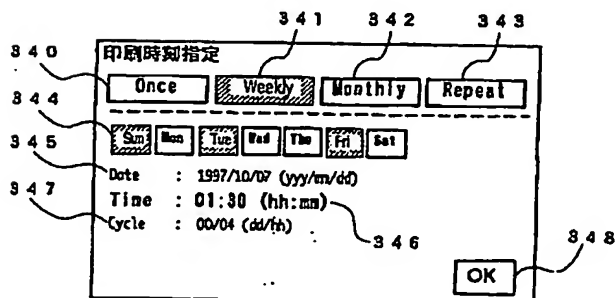 341
342
343
340
印刷時刻指定
Once Weekly Monthly Repeat
344
Sun Mon Tue Wed Thu Fri Sat
345
Date : 1997/10/07 (yyy/mm/dd)
347
Time : 01:30 (hh:mm)
Cycle : 00/04 (dd/hh)
346
348
OK